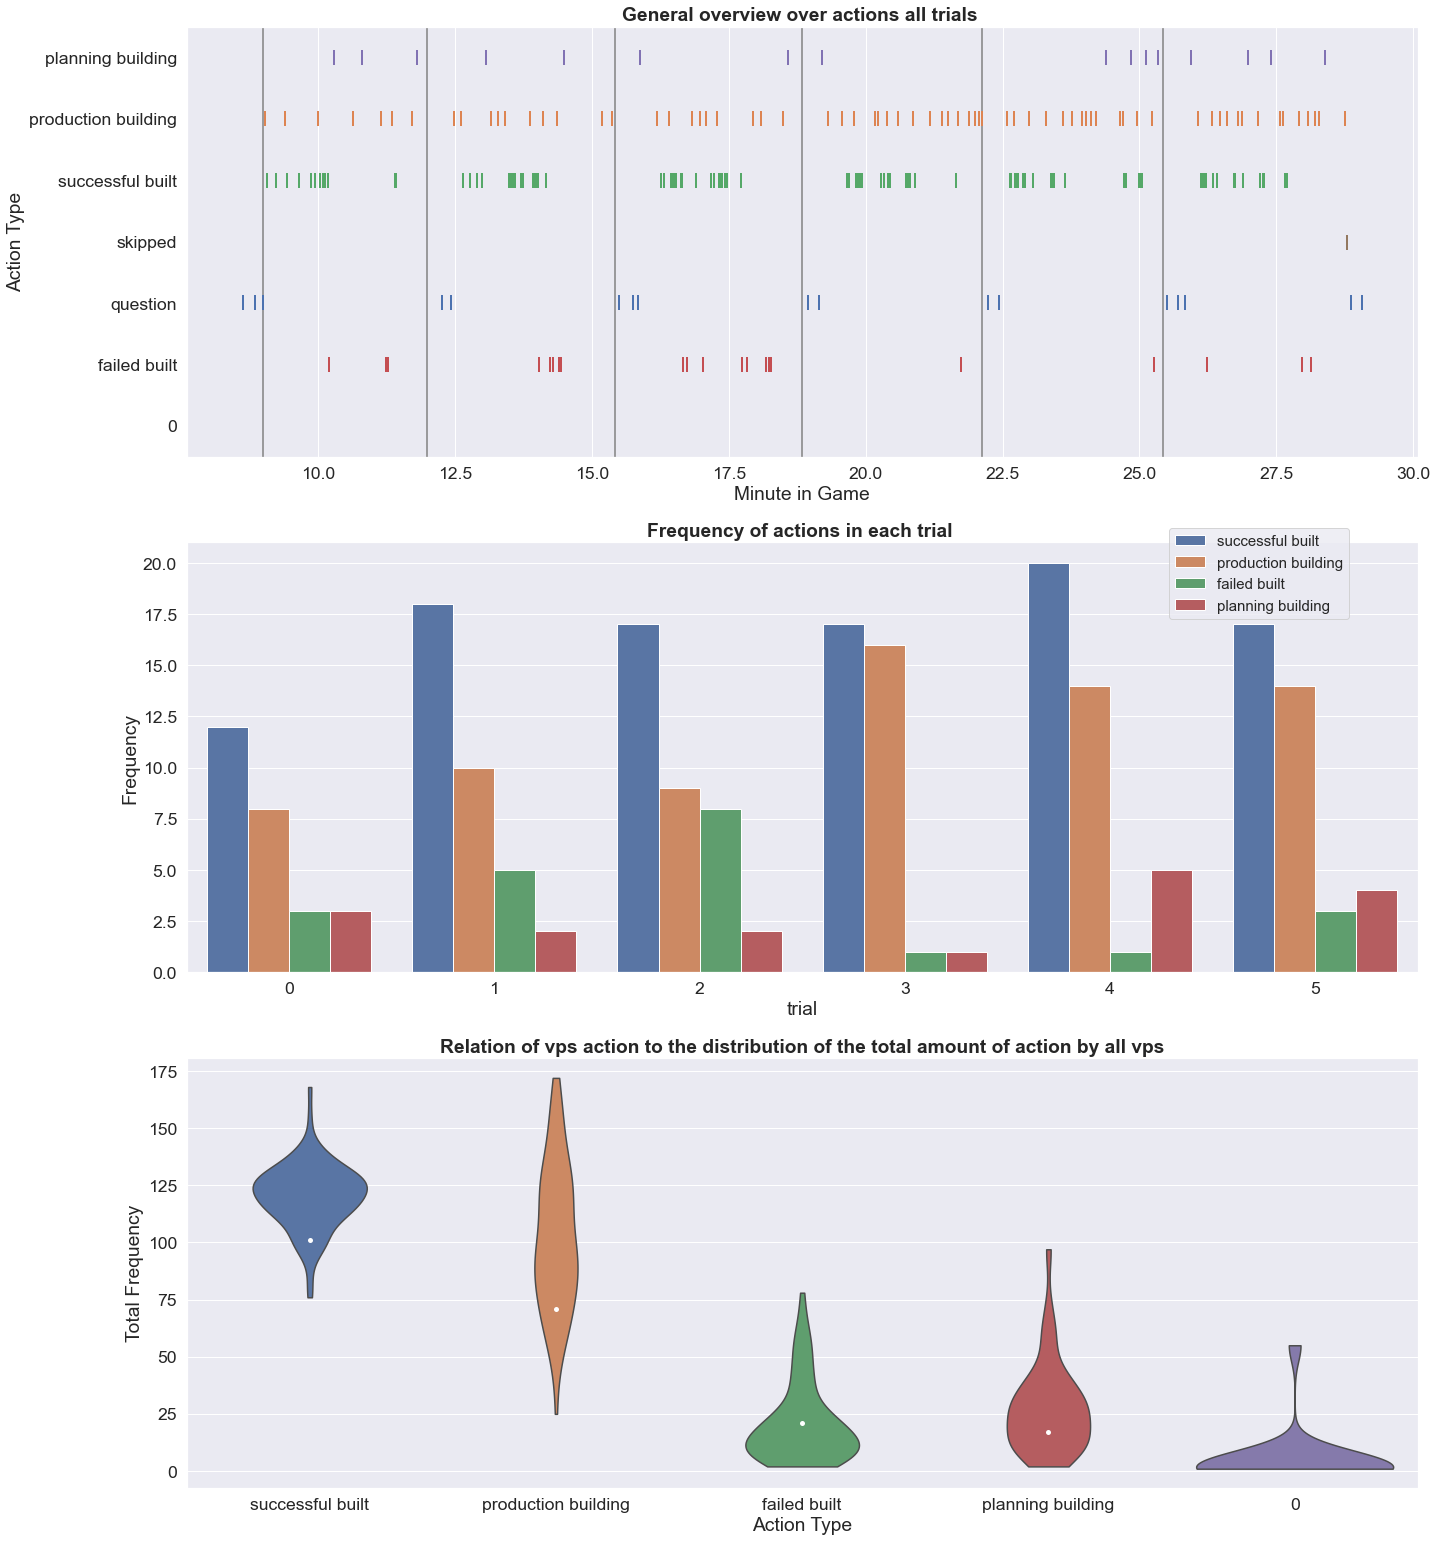 General overview over actions all trials
planning building
production building
successful built
skipped
question
failed built
0
Action Type
10.0 12.5 15.0 17.5 20.0 22.5 25.0 27.5 30.0
Minute in Game
Frequency of actions in each trial
successful built
production building
failed built
planning building
20.0
17.5
15.0
12.5
10.0
7.5
5.0
2.5
0.0
Frequency
0 1 2 3 4 5
trial
Relation of vps action to the distribution of the total amount of action by all vps
175
150
125
100
75
50
25
0
Total Frequency
successful built production building failed built planning building 0
Action Type